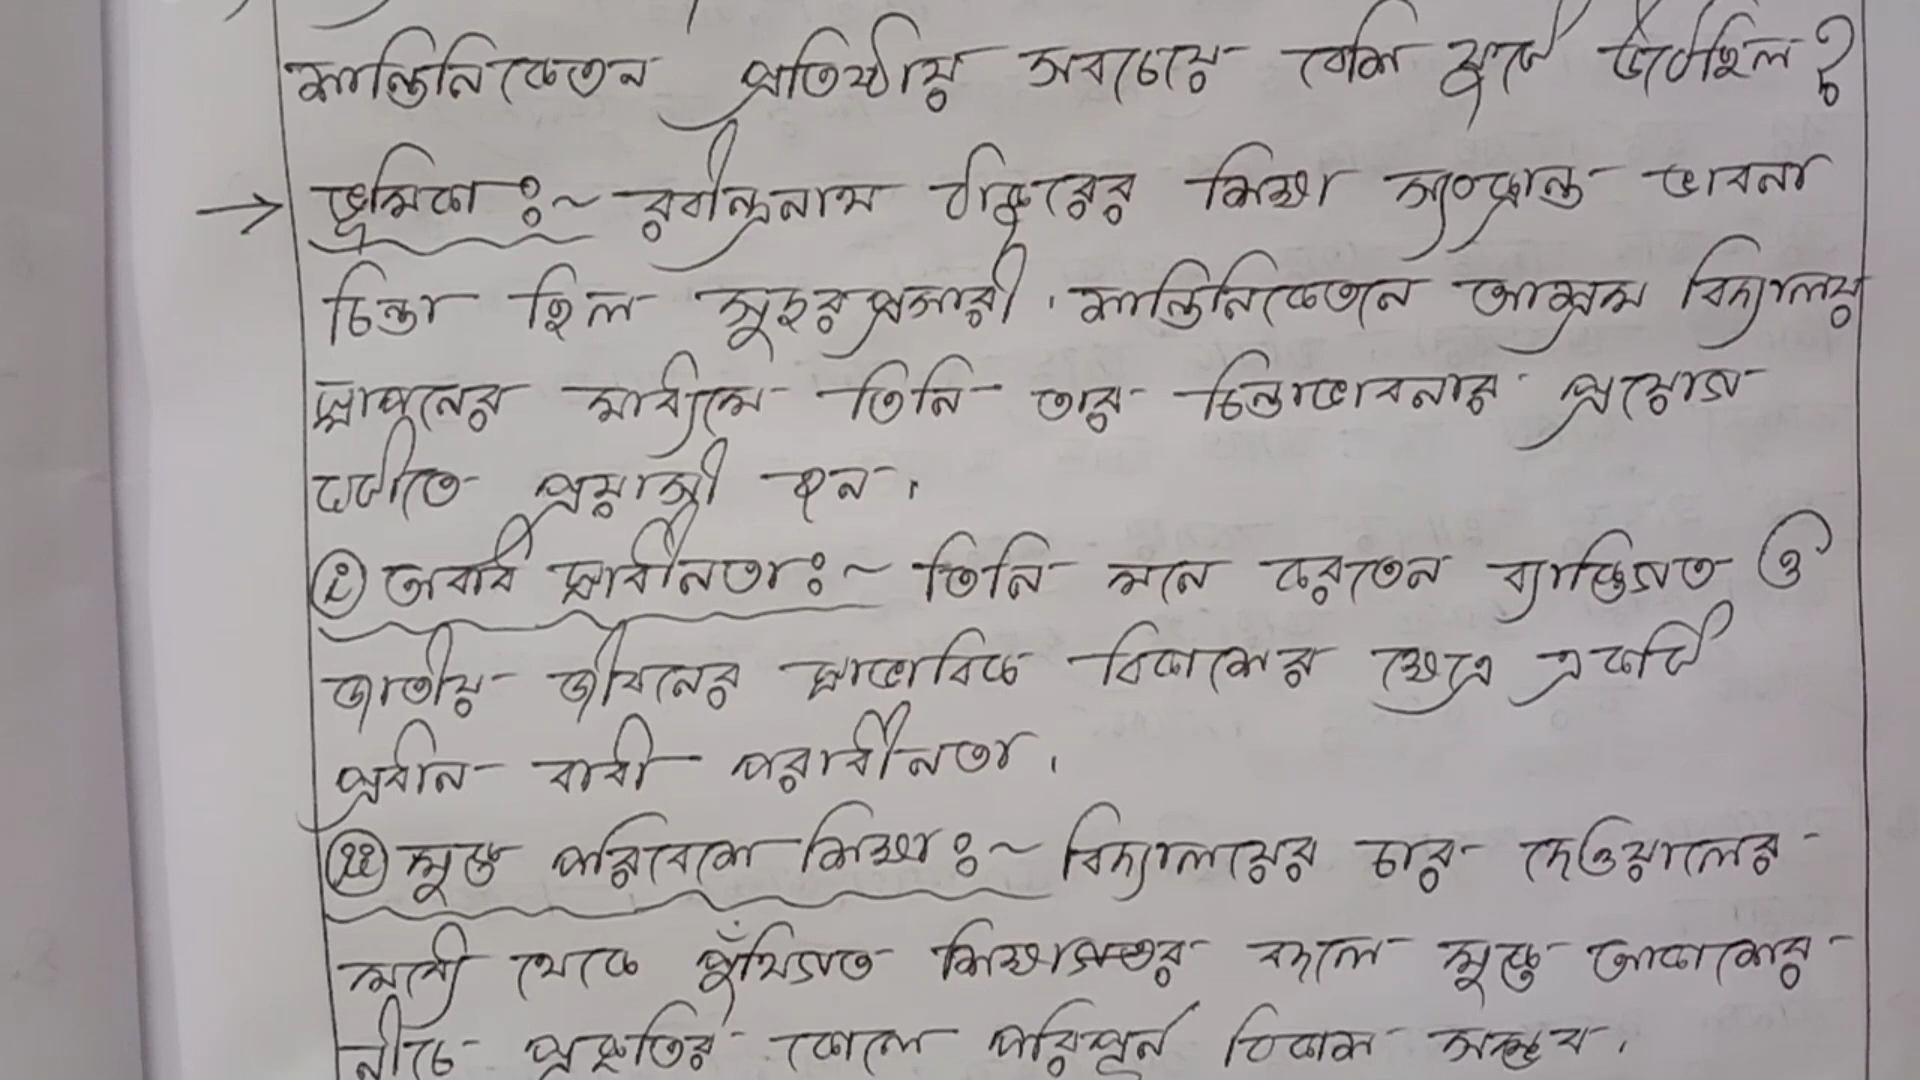 শান্তিনিকেতন প্রতিষ্ঠায় সবচেয়ে বেশি ফুটে উঠেছিল?
→ ভূমিকা :~ রবীন্দ্রনাথ ঠাকুরের শিক্ষা সংক্রান্ত ভাবনা
চিন্তা ছিল সুদূরপ্রসারী। শান্তিনিকেতনে আশ্রম বিদ্যালয়
স্থাপনের মাধ্যমে তিনি তার চিন্তাভাবনার প্রয়োগ
ঘটাতে প্রয়াসী হন।
(i) অবাধ স্বাধীনতা :~ তিনি মনে করতেন ব্যক্তিগত ও
জাতীয় জীবনের স্বাভাবিক বিকাশের ক্ষেত্রে একটি
প্রধান বাধা পরাধীনতা।
(ii) মুক্ত পরিবেশে শিক্ষা :~ বিদ্যালয়ের চার দেওয়ালের
মধ্যে থেকে পুঁথিগত বদলে মুক্ত আকাশের
নীচে প্রকৃতির কোলে পরিপূর্ন বিকাশ সম্ভব।